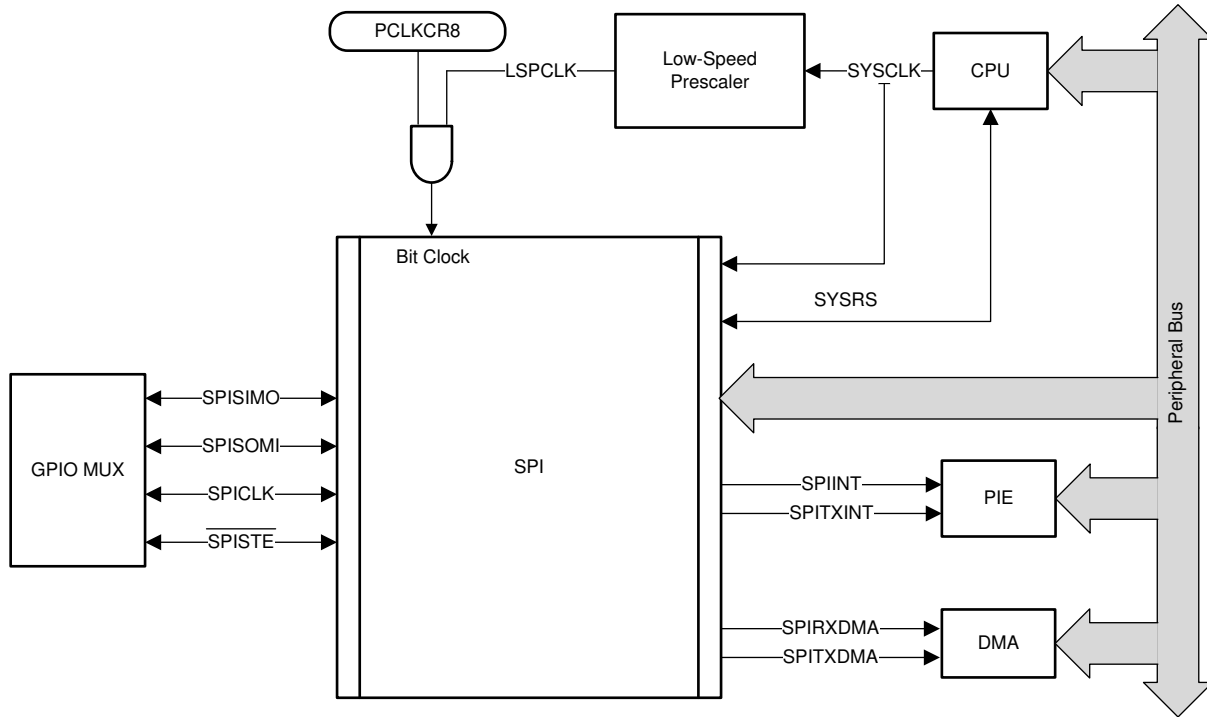 PCLKCR8
LSPCLK
Low-Speed
Prescaler
SYSCLK
CPU
Bit Clock
SYSRS
Peripheral Bus
GPIO MUX
SPISIMO
SPISOMI
SPICLK
SPISTE
SPI
SPIINT
SPITXINT
PIE
SPIRXDMA
SPITXDMA
DMA